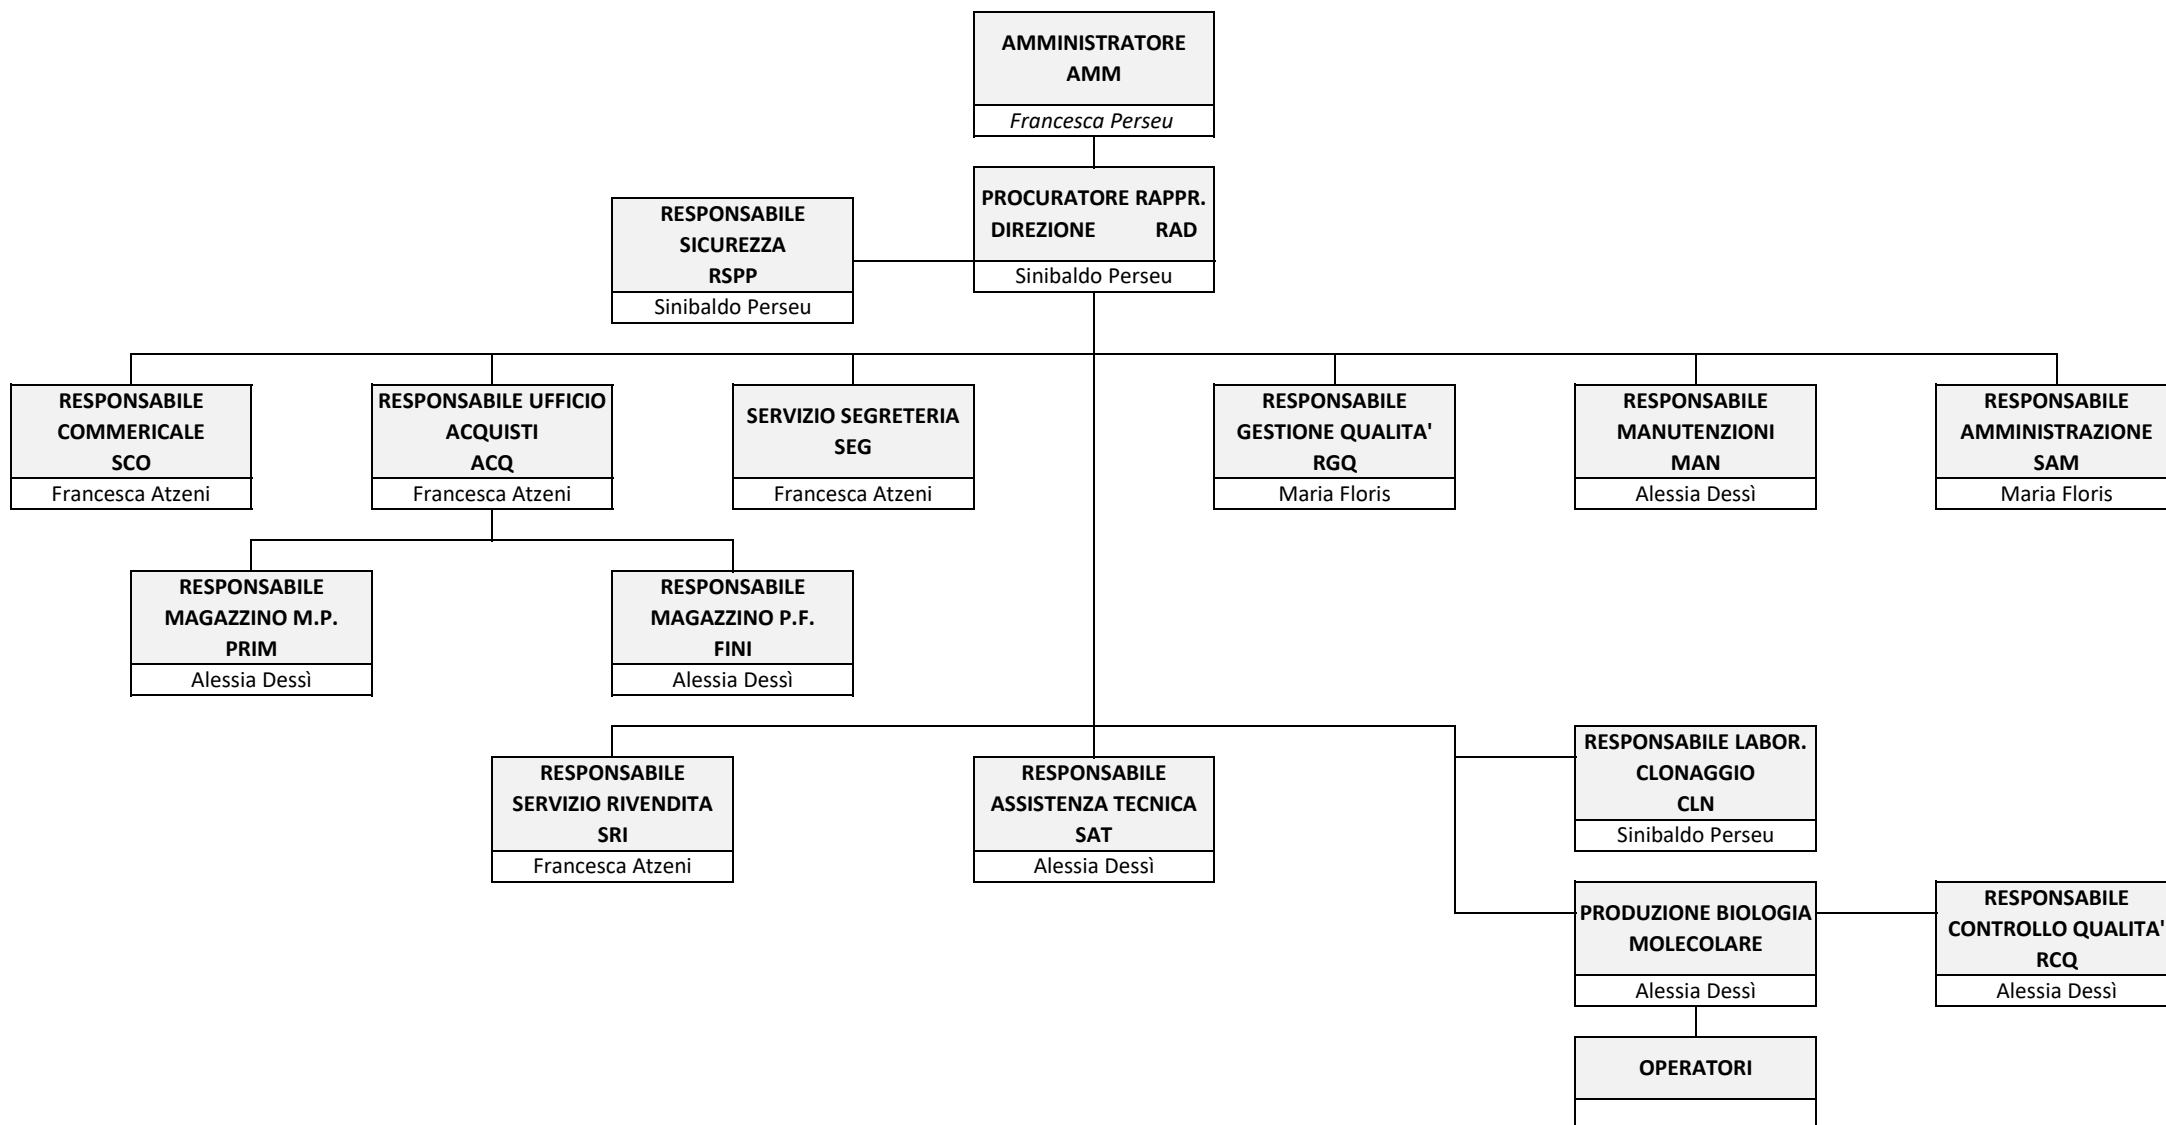 AMMINISTRATORE
AMM
Francesca Perseu
PROCURATORE RAPPR.
DIREZIONE RAD
Sinibaldo Perseu
RESPONSABILE
SICUREZZA
RSPP
Sinibaldo Perseu
RESPONSABILE
COMMERICALE
SCO
Francesca Atzeni
RESPONSABILE UFFICIO
ACQUISTI
ACQ
Francesca Atzeni
SERVIZIO SEGRETERIA
SEG
Francesca Atzeni
RESPONSABILE
GESTIONE QUALITA'
RGQ
Maria Floris
RESPONSABILE
MANUTENZIONI
MAN
Alessia Dessì
RESPONSABILE
AMMINISTRAZIONE
SAM
Maria Floris
RESPONSABILE
MAGAZZINO M.P.
PRIM
Alessia Dessì
RESPONSABILE
MAGAZZINO P.F.
FINI
Alessia Dessì
RESPONSABILE
SERVIZIO RIVENDITA
SRI
Francesca Atzeni
RESPONSABILE
ASSISTENZA TECNICA
SAT
Alessia Dessì
RESPONSABILE LABOR.
CLONAGGIO
CLN
Sinibaldo Perseu
PRODUZIONE BIOLOGIA
MOLECOLARE
Alessia Dessì
RESPONSABILE
CONTROLLO QUALITA'
RCQ
Alessia Dessì
OPERATORI